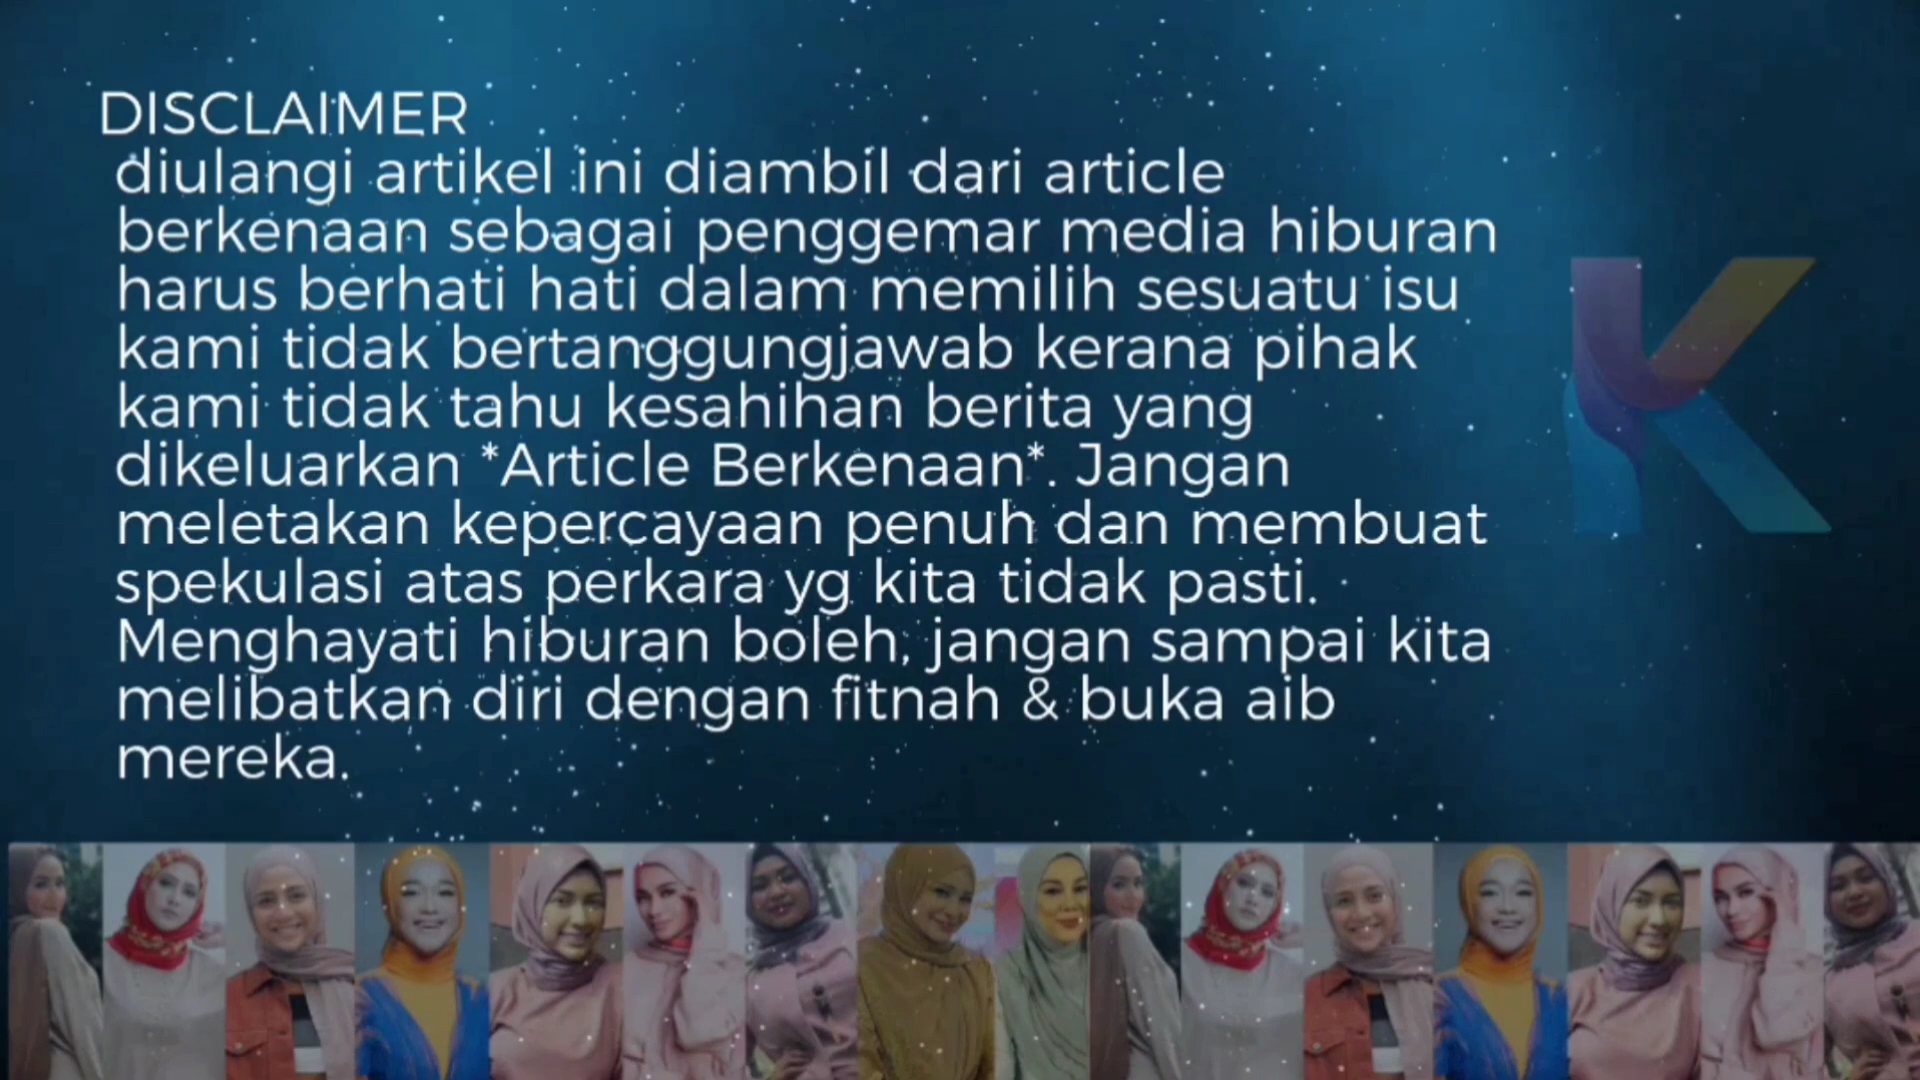 DISCLAIMER
diulangi artikel ini diambil dari article
berkenaan sebagai penggemar media hiburan
harus berhati hati dalam memilih sesuatu isu
kami tidak bertanggungjawab kerana pihak
kami tidak tahu kesahihan berita yang
dikeluarkan *Article Berkenaan*. Jangan
meletakan kepercayaan penuh dan membuat
spekulasi atas perkara yg kita tidak pasti.
Menghayati hiburan boleh, jangan sampai kita
melibatkan diri dengan fitnah & buka aib
mereka.
K